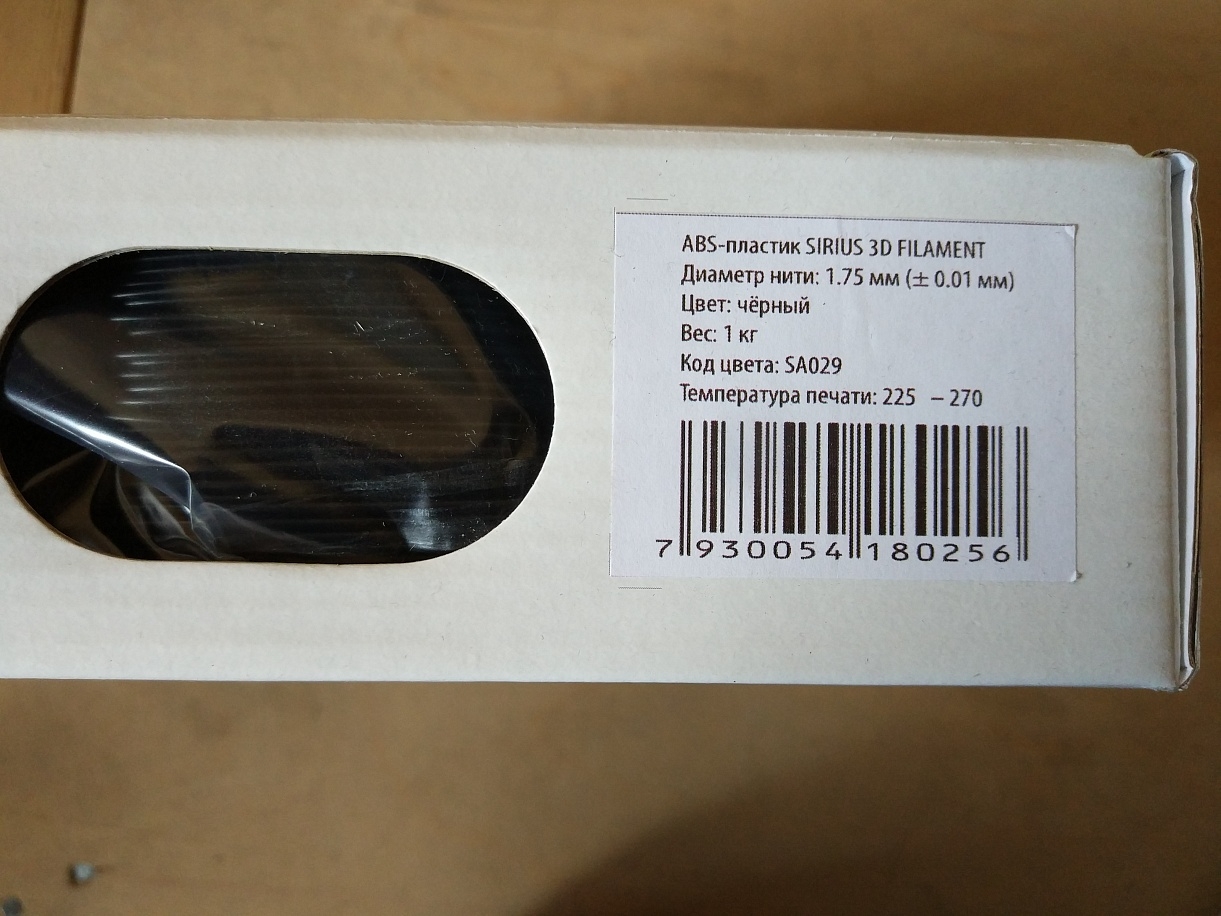 ABS-пластик SIRIUS 3D FILAMENT
Диаметр нити: 1.75 мм (± 0.01 мм)
Цвет: чёрный
Вес: 1 кг
Код цвета: SA029
Температура печати: 225 – 270
7 930054 180256